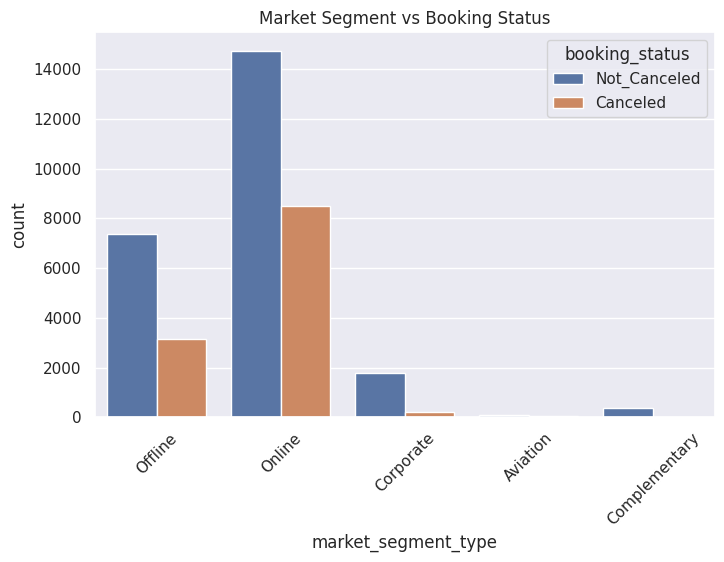 Market Segment vs Booking Status
booking_status
Not_Canceled
Canceled
14000
12000
10000
8000
6000
4000
2000
0
count
Offline
Online
Corporate
Aviation
Complementary
market_segment_type